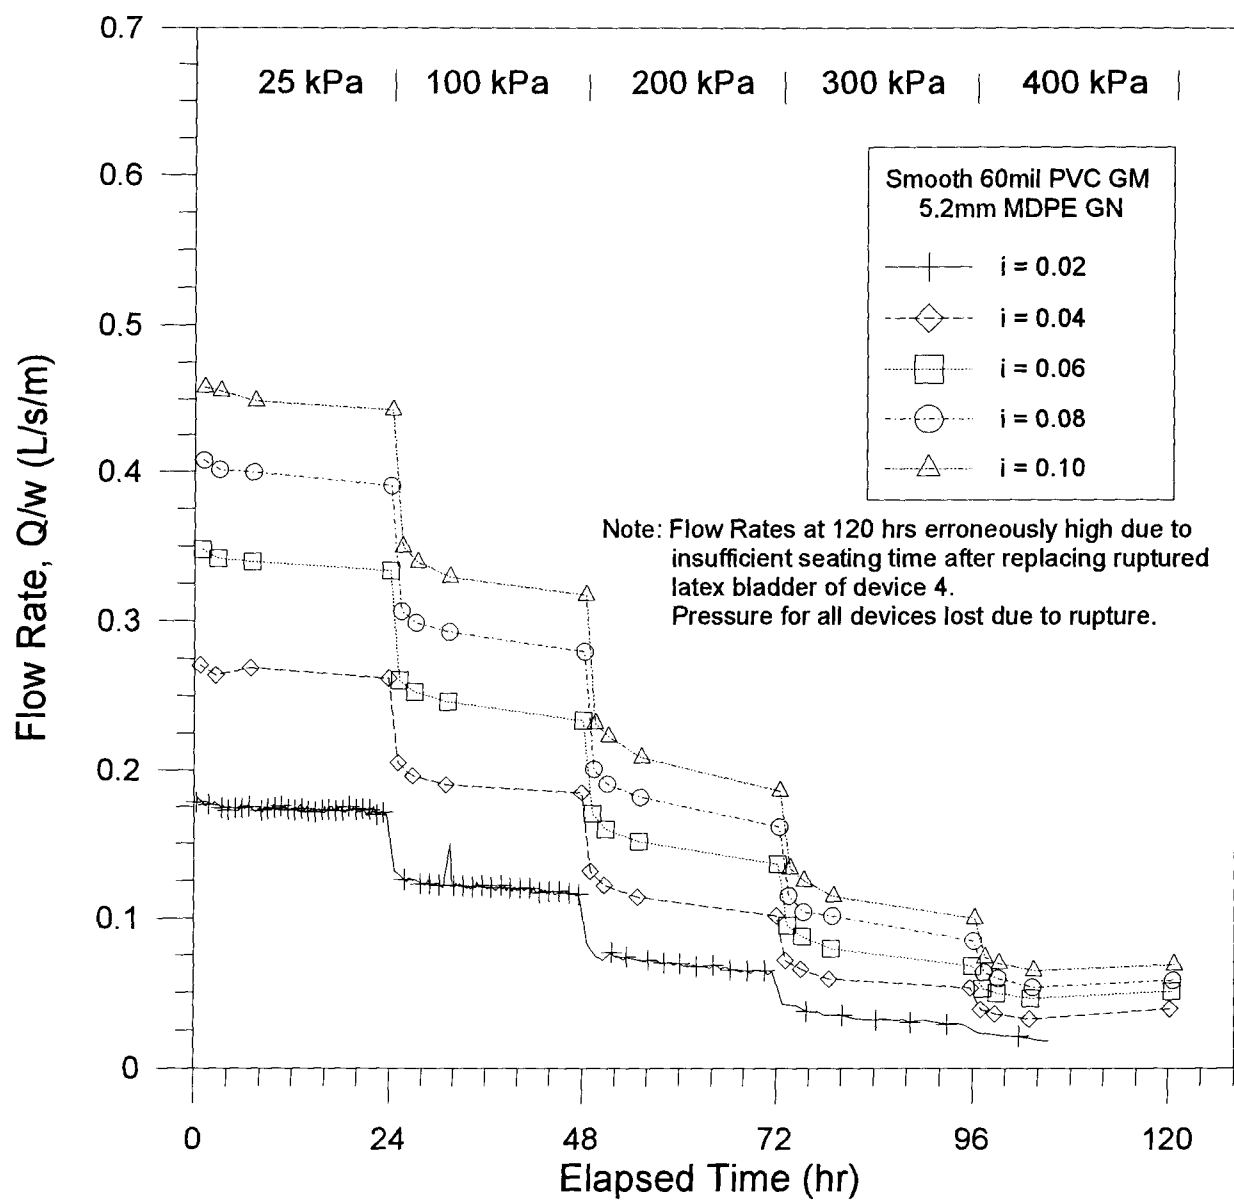 0.7
25 kPa 100 kPa 200 kPa 300 kPa 400 kPa
0.6
Smooth 60mil PVC GM
5.2mm MDPE GN
i = 0.02
i = 0.04
i = 0.06
i = 0.08
i = 0.10
0.5
0.4
Note: Flow Rates at 120 hrs erroneously high due to
insufficient seating time after replacing ruptured
latex bladder of device 4.
Pressure for all devices lost due to rupture.
0.3
0.2
0.1
0
Flow Rate, Q/w (L/s/m)
0 24 48 72 96 120
Elapsed Time (hr)